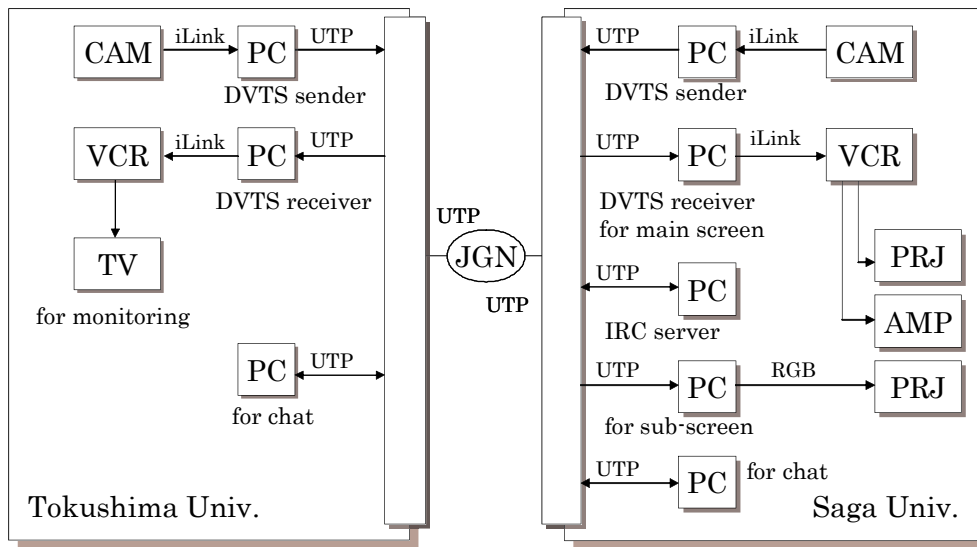 CAM iLink PC UTP
DVTS sender
VCR iLink PC UTP
DVTS receiver
TV
for monitoring
PC UTP
for chat
Tokushima Univ.
UTP
JGN
UTP
UTP PC iLink CAM
DVTS sender
UTP PC iLink VCR
DVTS receiver
for main screen
PRJ
UTP PC
IRC server
AMP
UTP PC RGB PRJ
for sub-screen
UTP PC for chat
Saga Univ.